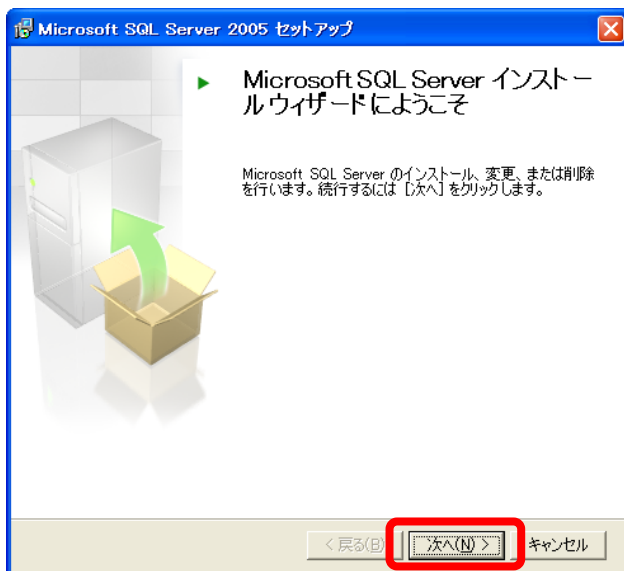 Microsoft SQL Server 2005 セットアップ
Microsoft SQL Server インストー
ル ウィザードにようこそ
Microsoft SQL Server のインストール、変更、または削除
を行います。続行するには [次へ] をクリックします。
< 戻る(B) 次へ(N) > キャンセル